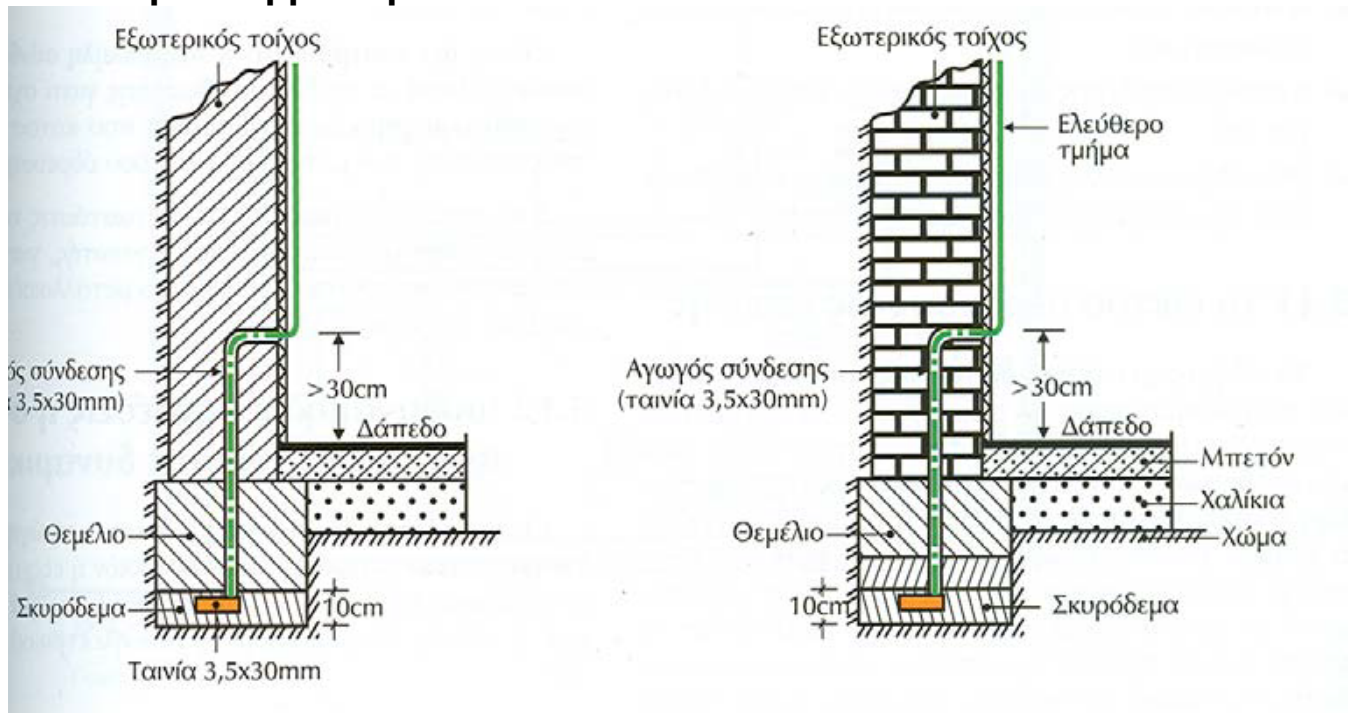 Εξωτερικός τοίχος
>30cm
ός σύνδεσης
3,5x30mm)
Θεμέλιο
Σκυρόδεμα
10cm
Ταινία 3,5x30mm
Εξωτερικός τοίχος
Ελεύθερο
τμήμα
Αγωγός σύνδεσης
(ταινία 3,5x30mm)
>30cm
Δάπεδο
Δάπεδο
Μπετόν
Χαλίκια
Χώμα
Θεμέλιο
10cm
Σκυρόδεμα